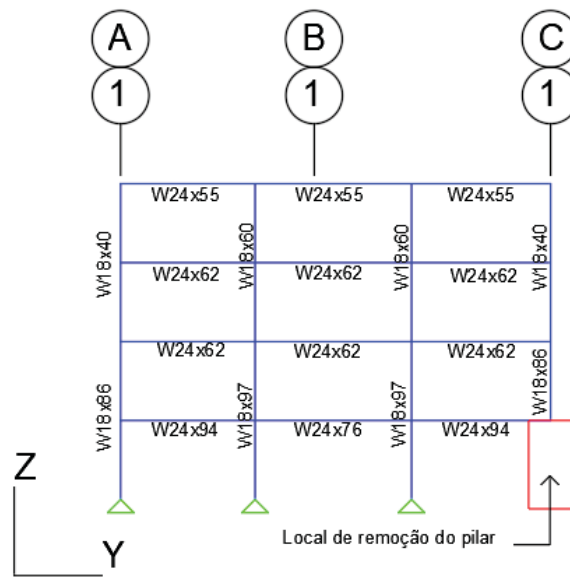 A B C
1 1 1
W24x55 W24x55 W24x55
W18x40 W18x60 W18x60 W18x40
W24x62 W24x62 W24x62
W24x62 W24x62 W24x62
W18x86 W18x97 W18x97 W18x86
W24x94 W24x76 W24x94
Z
Y
Local de remoção do pilar